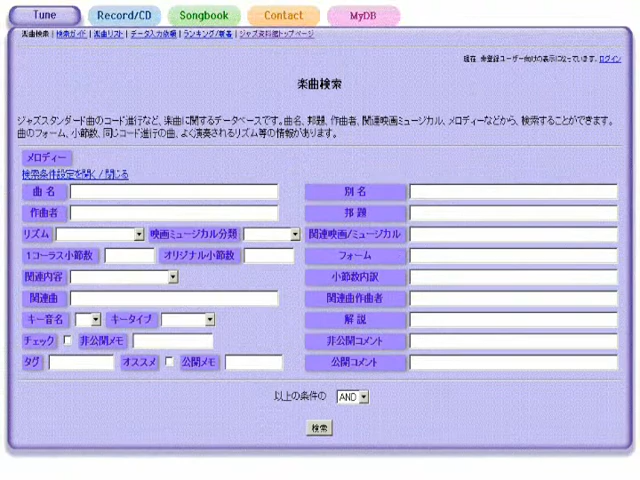 Tune Record/CD Songbook Contact MyDB
楽曲検索 | 検索ガイド | 楽曲リスト | データ入力依頼 | ランキング/新着 | ジャズ資料館トップページ
現在、未登録ユーザー向けの表示になっています。ログイン
楽曲検索
ジャズスタンダード曲のコード進行など、楽曲に関するデータベースです。曲名、邦題、作曲者、関連映画ミュージカル、メロディーなどから、検索することができます。
曲のフォーム、小節数、同じコード進行の曲、よく演奏されるリズム等の情報があります。
メロディー
検索条件設定を開く / 閉じる
曲 名 別 名
作曲者 邦 題
リズム 映画ミュージカル分類 関連映画/ミュージカル
1コーラス小節数 オリジナル小節数 フォーム
関連内容 小節数内訳
関連曲 関連曲作曲者
キー音名 キータイプ 解 説
チェック 非公開メモ 非公開コメント
タグ オススメ 公開メモ 公開コメント
以上の条件の AND
検索